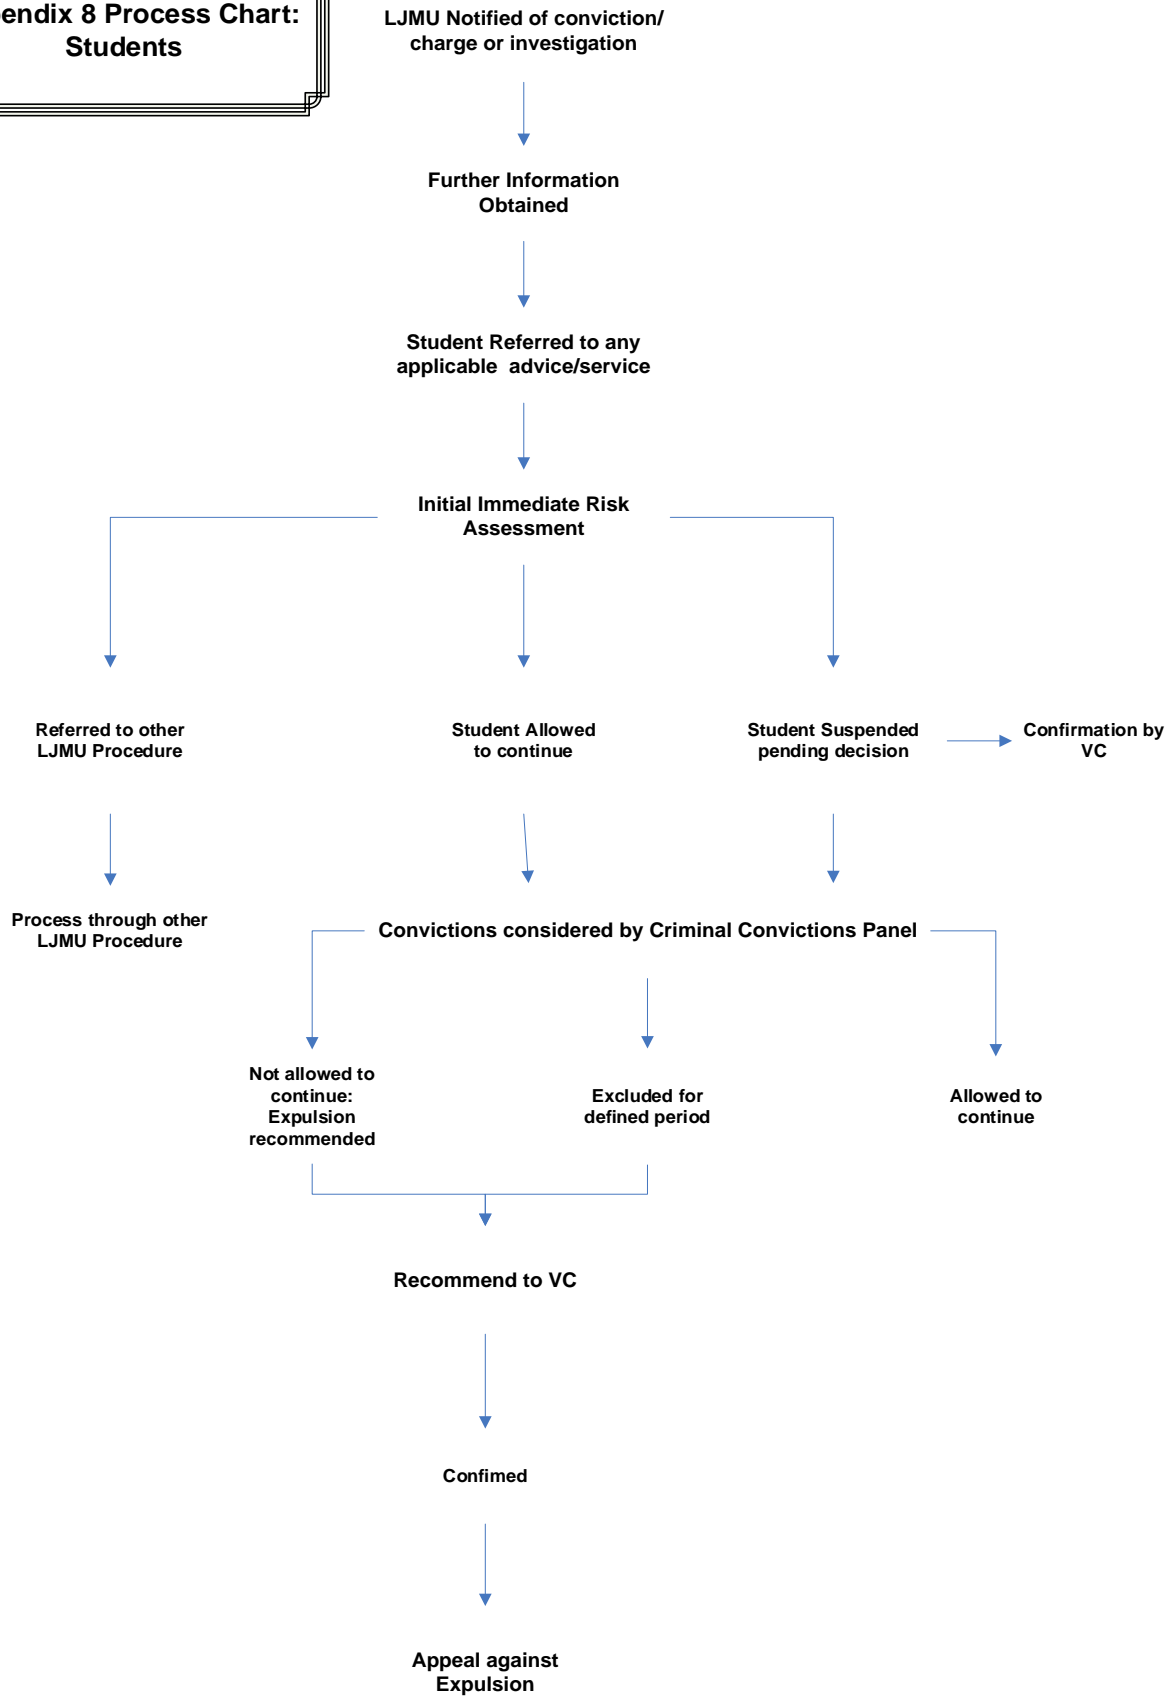 endix 8 Process Chart:
Students
LJMU Notified of conviction/
charge or investigation
Further Information
Obtained
Student Referred to any
applicable advice/service
Initial Immediate Risk
Assessment
Referred to other
LJMU Procedure
Student Allowed
to continue
Student Suspended
pending decision
Confirmation by
VC
Process through other
LJMU Procedure
Convictions considered by Criminal Convictions Panel
Not allowed to
continue:
Expulsion
recommended
Excluded for
defined period
Allowed to
continue
Recommend to VC
Confimed
Appeal against
Expulsion